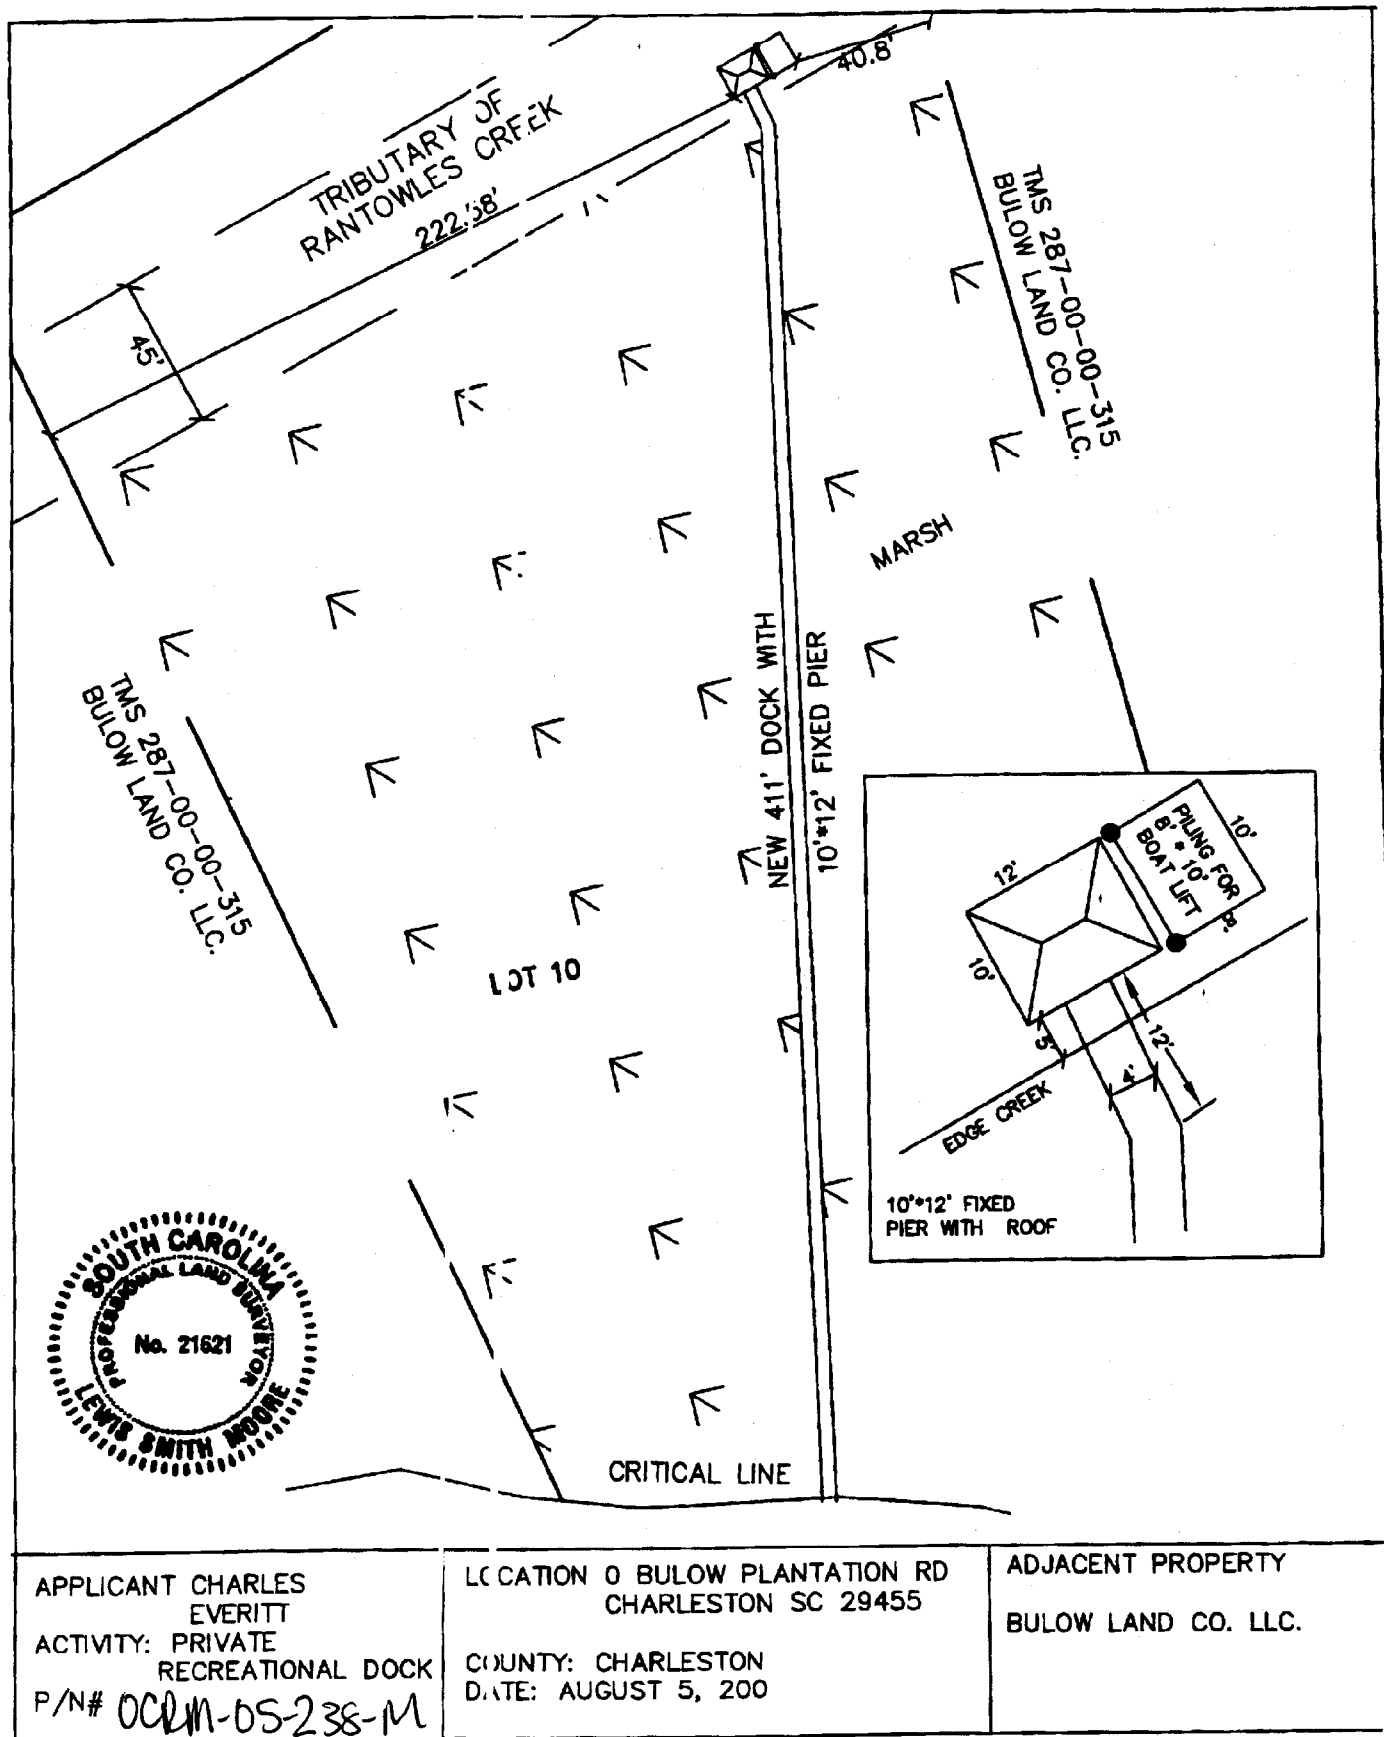 40.8'
TRIBUTARY OF
RANTOWLES CREEK
222.58'
45'
TMS 287-00-00-315
BULOW LAND CO. LLC.
MARSH
NEW 411' DOCK WITH
10'*12' FIXED PIER
TMS 287-00-00-315
BULOW LAND CO. LLC.
LOT 10
PILING FOR
8' * 10'
BOAT LIFT
10'
12'
8'
10'
5'
12'
4'
EDGE CREEK
10'*12' FIXED
PIER WITH ROOF
SOUTH CAROLINA
PROFESSIONAL LAND SURVEYOR
No. 21621
LEWIS SMITH MOORE
CRITICAL LINE
APPLICANT CHARLES
EVERITT
ACTIVITY: PRIVATE
RECREATIONAL DOCK
P/N# OCRM-05-238-M
LOCATION 0 BULOW PLANTATION RD
CHARLESTON SC 29455
COUNTY: CHARLESTON
DATE: AUGUST 5, 200
ADJACENT PROPERTY
BULOW LAND CO. LLC.